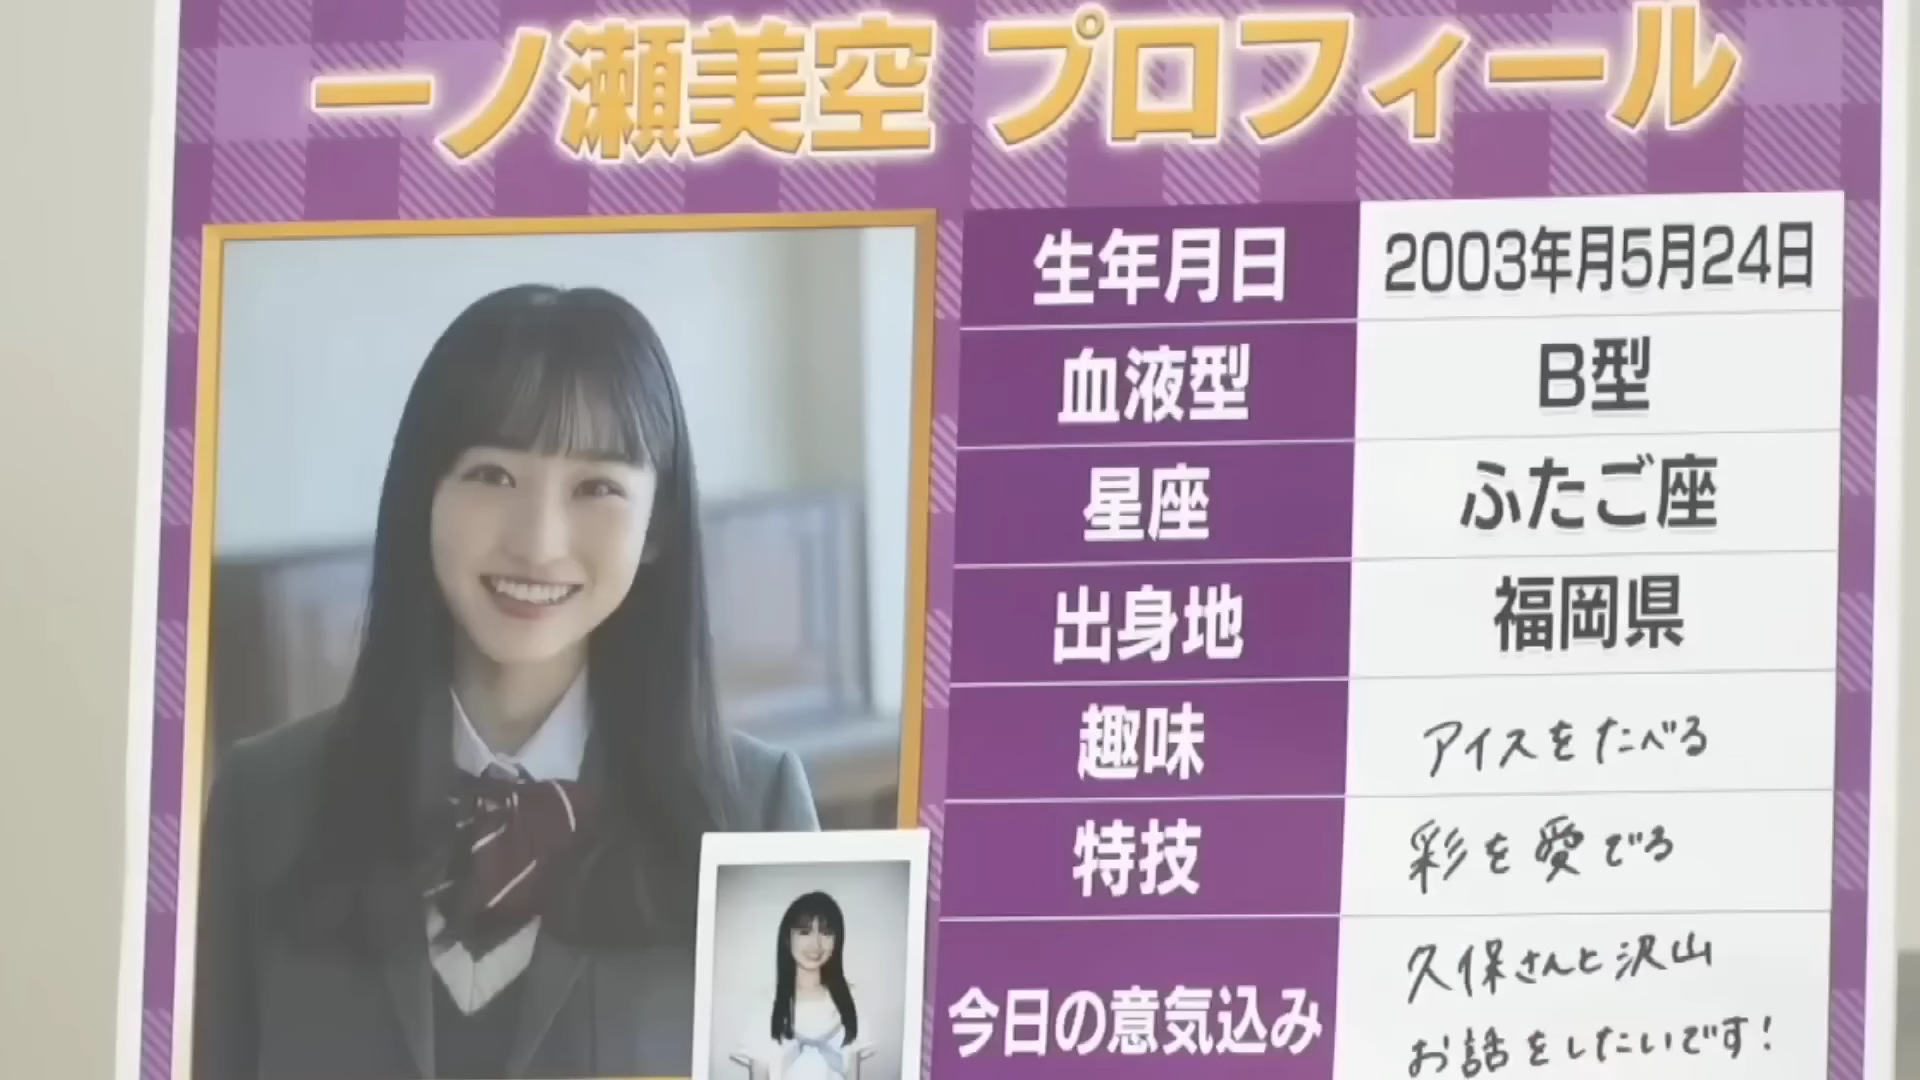 一ノ瀬美空 プロフィール
生年月日 2003年月5月24日
血液型 B型
星座 ふたご座
出身地 福岡県
趣味 アイスをたべる
特技 彩を愛でる
今日の意気込み 久保さんと沢山
お話をしたいです!